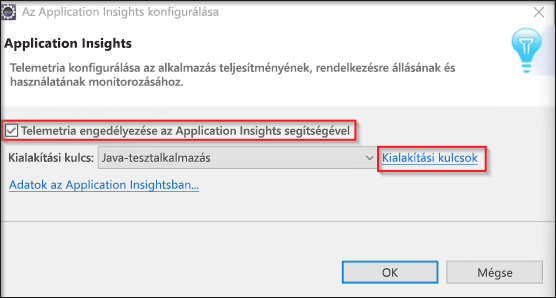 Az Application Insights konfigurálása
Application Insights
Telemetria konfigurálása az alkalmazás teljesítményének, rendelkezésre állásának és
használatának monitorozásához.
Telemetria engedélyezése az Application Insights segítségével
Kialakítási kulcs: Java-tesztalkalmazás Kialakítási kulcsok
Adatok az Application Insightsban...
OK Mégse